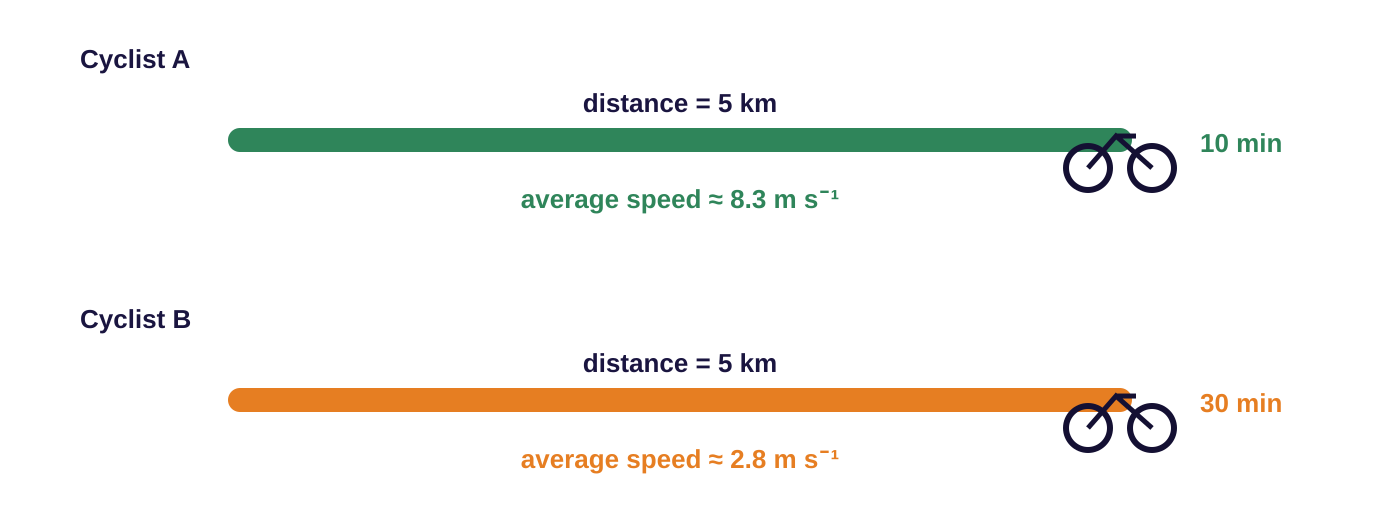 Cyclist A
distance = 5 km
10 min
average speed ≈ 8.3 m s⁻¹
Cyclist B
distance = 5 km
30 min
average speed ≈ 2.8 m s⁻¹